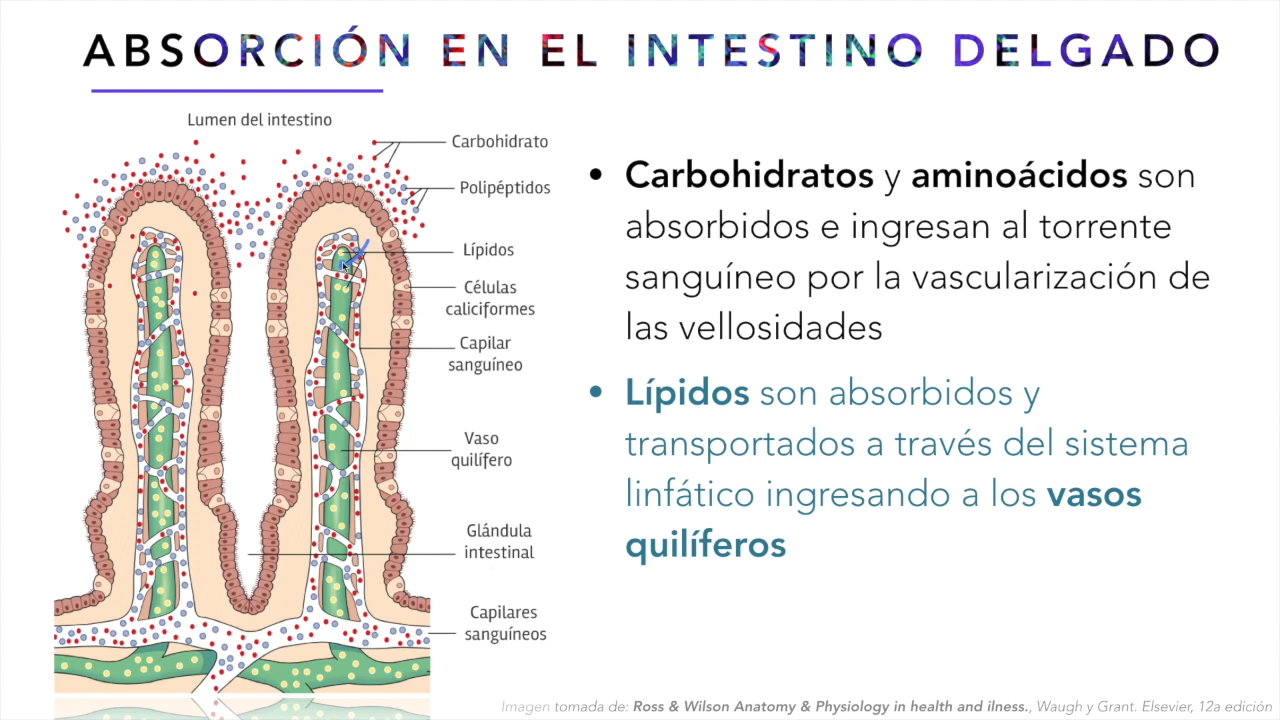 ABSORCIÓN EN EL INTESTINO DELGADO
Lumen del intestino
Carbohidrato
Polipéptidos
Lípidos
Células
caliciformes
Capilar
sanguíneo
Vaso
quilífero
Glándula
intestinal
Capilares
sanguíneos
• Carbohidratos y aminoácidos son
absorbidos e ingresan al torrente
sanguíneo por la vascularización de
las vellosidades
• Lípidos son absorbidos y
transportados a través del sistema
linfático ingresando a los vasos
quilíferos
Imagen tomada de: Ross & Wilson Anatomy & Physiology in health and ilness., Waugh y Grant. Elsevier, 12a edición